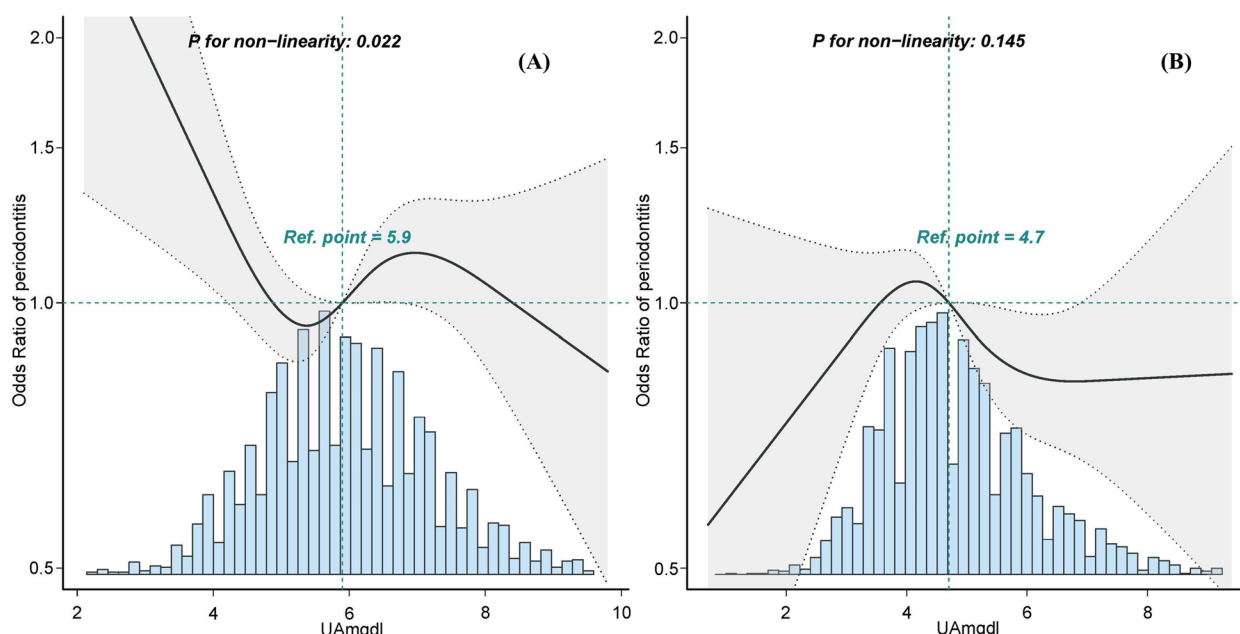 P for non−linearity: 0.022
(A)
Ref. point = 5.9
Odds Ratio of periodontitis
2.0
1.5
1.0
0.5
2
4
6
8
10
UAmgdl
P for non−linearity: 0.145
(B)
Ref. point = 4.7
Odds Ratio of periodontitis
2.0
1.5
1.0
0.5
2
4
6
8
UAmgdl